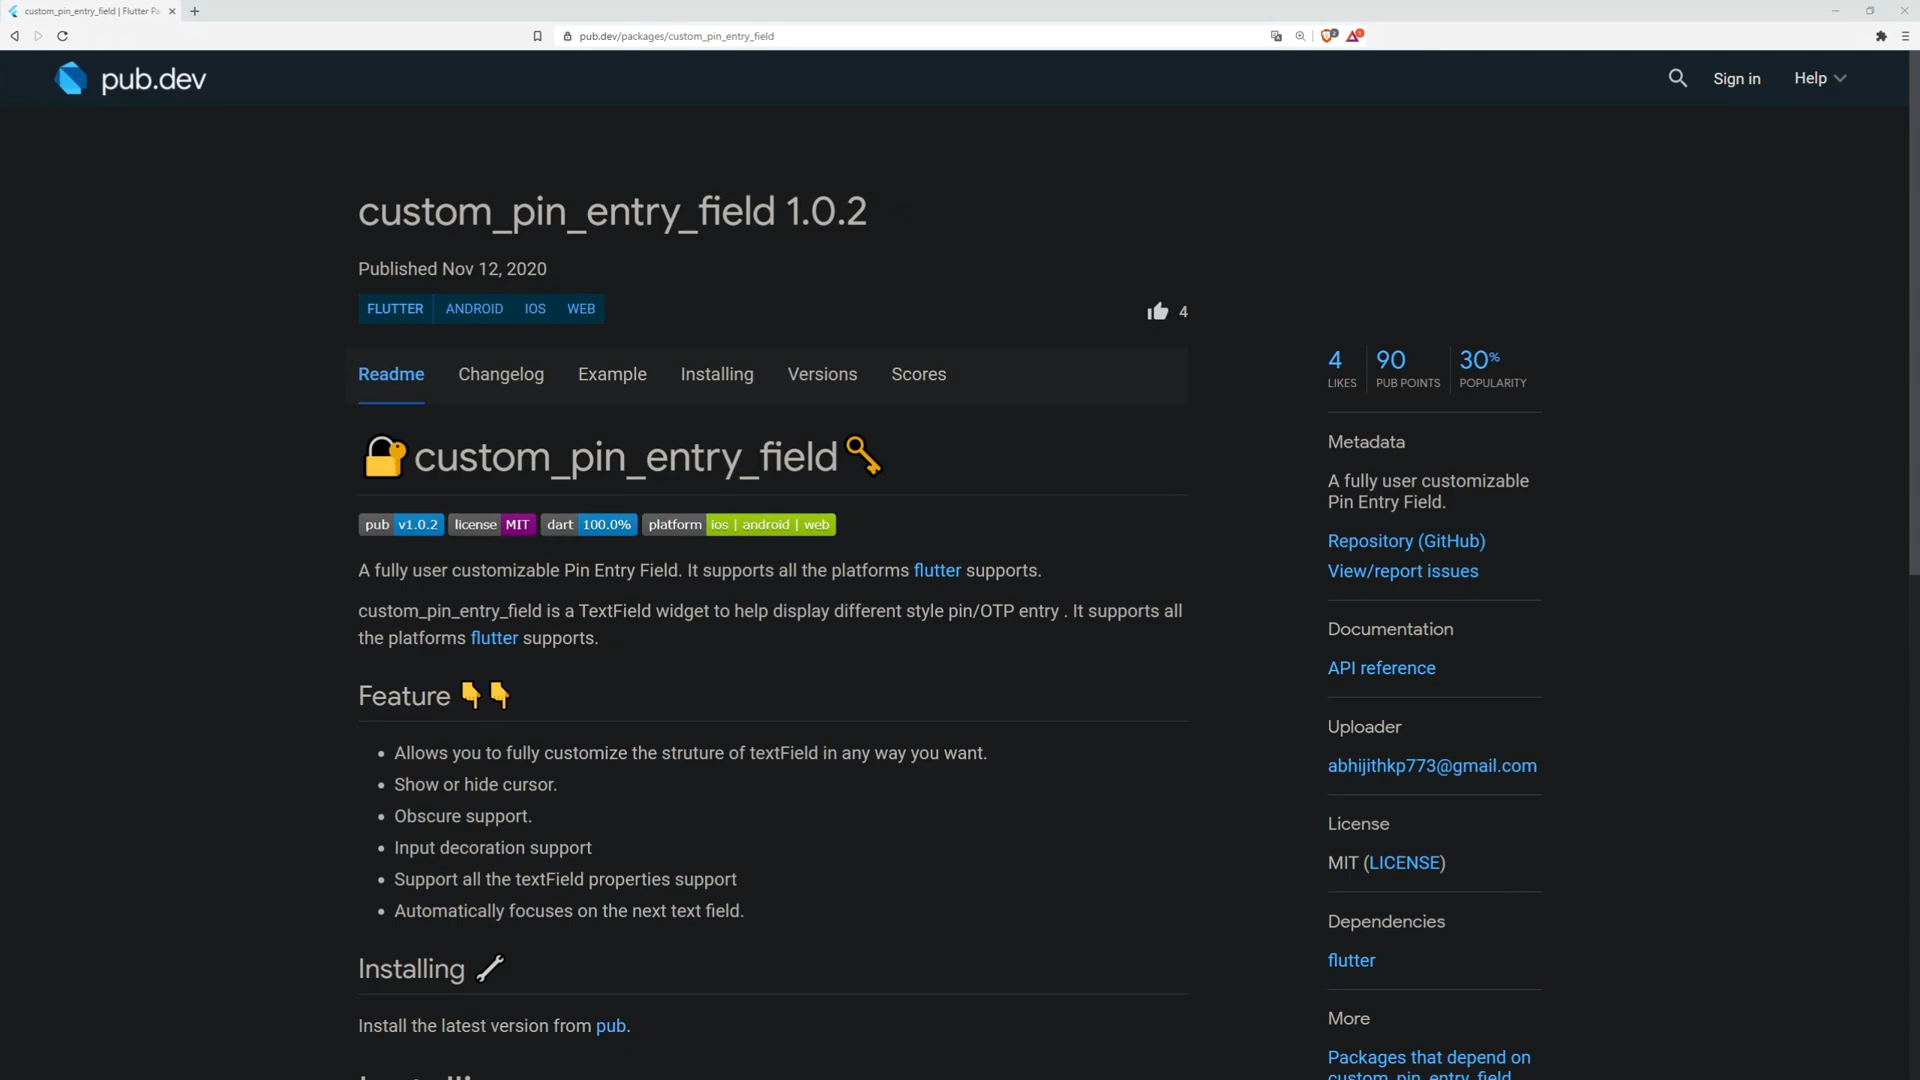 custom_pin_entry_field | Flutter Pa
pub.dev/packages/custom_pin_entry_field
pub.dev
Sign in
Help
custom_pin_entry_field 1.0.2
Published Nov 12, 2020
FLUTTER ANDROID IOS WEB
4
Readme Changelog Example Installing Versions Scores
custom_pin_entry_field
pub v1.0.2 license MIT dart 100.0% platform ios | android | web
A fully user customizable Pin Entry Field. It supports all the platforms flutter supports.
custom_pin_entry_field is a TextField widget to help display different style pin/OTP entry . It supports all
the platforms flutter supports.
Feature
Allows you to fully customize the struture of textField in any way you want.
Show or hide cursor.
Obscure support.
Input decoration support
Support all the textField properties support
Automatically focuses on the next text field.
Installing
Install the latest version from pub.
4 90 30%
LIKES PUB POINTS POPULARITY
Metadata
A fully user customizable
Pin Entry Field.
Repository (GitHub)
View/report issues
Documentation
API reference
Uploader
abhijithkp773@gmail.com
License
MIT (LICENSE)
Dependencies
flutter
More
Packages that depend on
custom_pin_entry_field